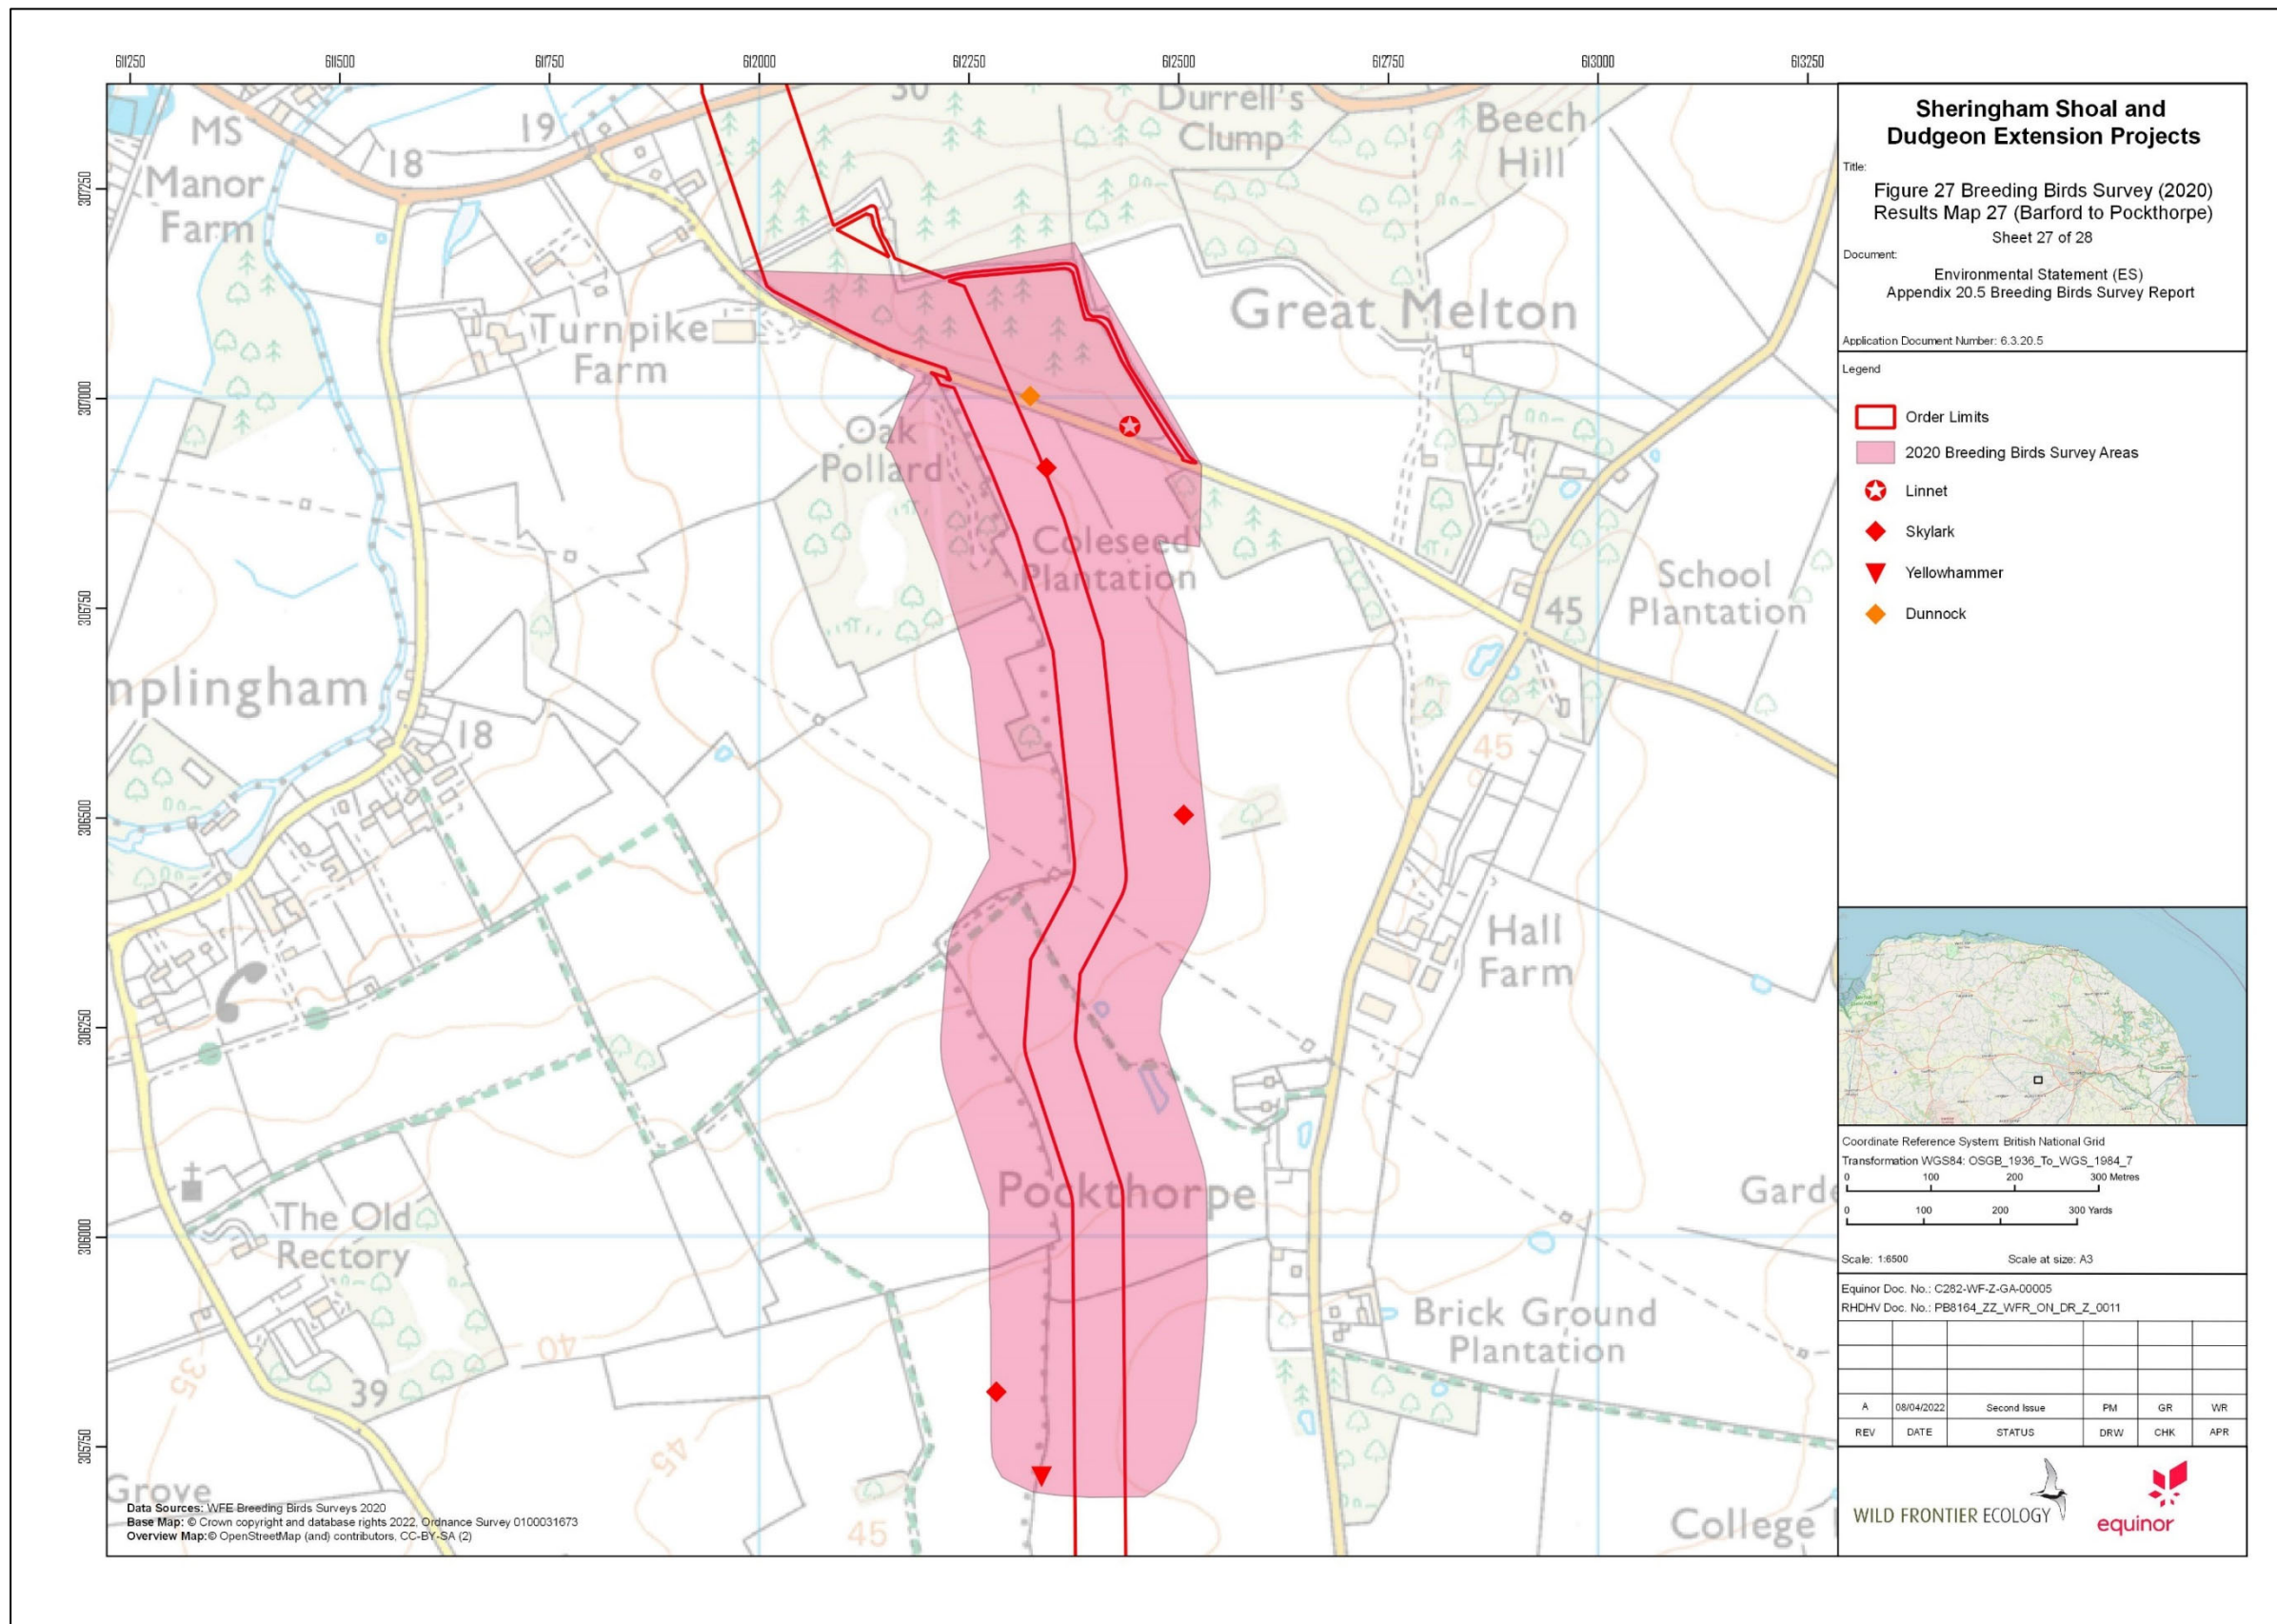 611250 611500 611750 612000 612250 612500 612750 613000 613250
307250
307000
306750
306500
306250
306000
305750
MS
Manor
Farm
19
18
30
Durrell's
Clump
Beech
Hill
Turnpike
Farm
Great Melton
Oak
Pollard
Coleseed
Plantation
School
Plantation
45
mplingham
18
45
Hall
Farm
Pockthorpe
Garde
The Old
Rectory
Brick Ground
Plantation
35
39
40
45
45
Grove
College
Data Sources: WFE Breeding Birds Surveys 2020
Base Map: © Crown copyright and database rights 2022, Ordnance Survey 0100031673
Overview Map:© OpenStreetMap (and) contributors, CC-BY-SA (2)
Sheringham Shoal and
Dudgeon Extension Projects
Title:
Figure 27 Breeding Birds Survey (2020)
Results Map 27 (Barford to Pockthorpe)
Sheet 27 of 28
Document:
Environmental Statement (ES)
Appendix 20.5 Breeding Birds Survey Report
Application Document Number: 6.3.20.5
Legend
Order Limits
2020 Breeding Birds Survey Areas
Linnet
Skylark
Yellowhammer
Dunnock
Coordinate Reference System: British National Grid
Transformation WGS84: OSGB_1936_To_WGS_1984_7
0 100 200 300 Metres
0 100 200 300 Yards
Scale: 1:6500 Scale at size: A3
Equinor Doc. No.: C282-WF-Z-GA-00005
RHDHV Doc. No.: PB8164_ZZ_WFR_ON_DR_Z_0011
A 08/04/2022 Second Issue PM GR WR
REV DATE STATUS DRW CHK APR
WILD FRONTIER ECOLOGY
equinor